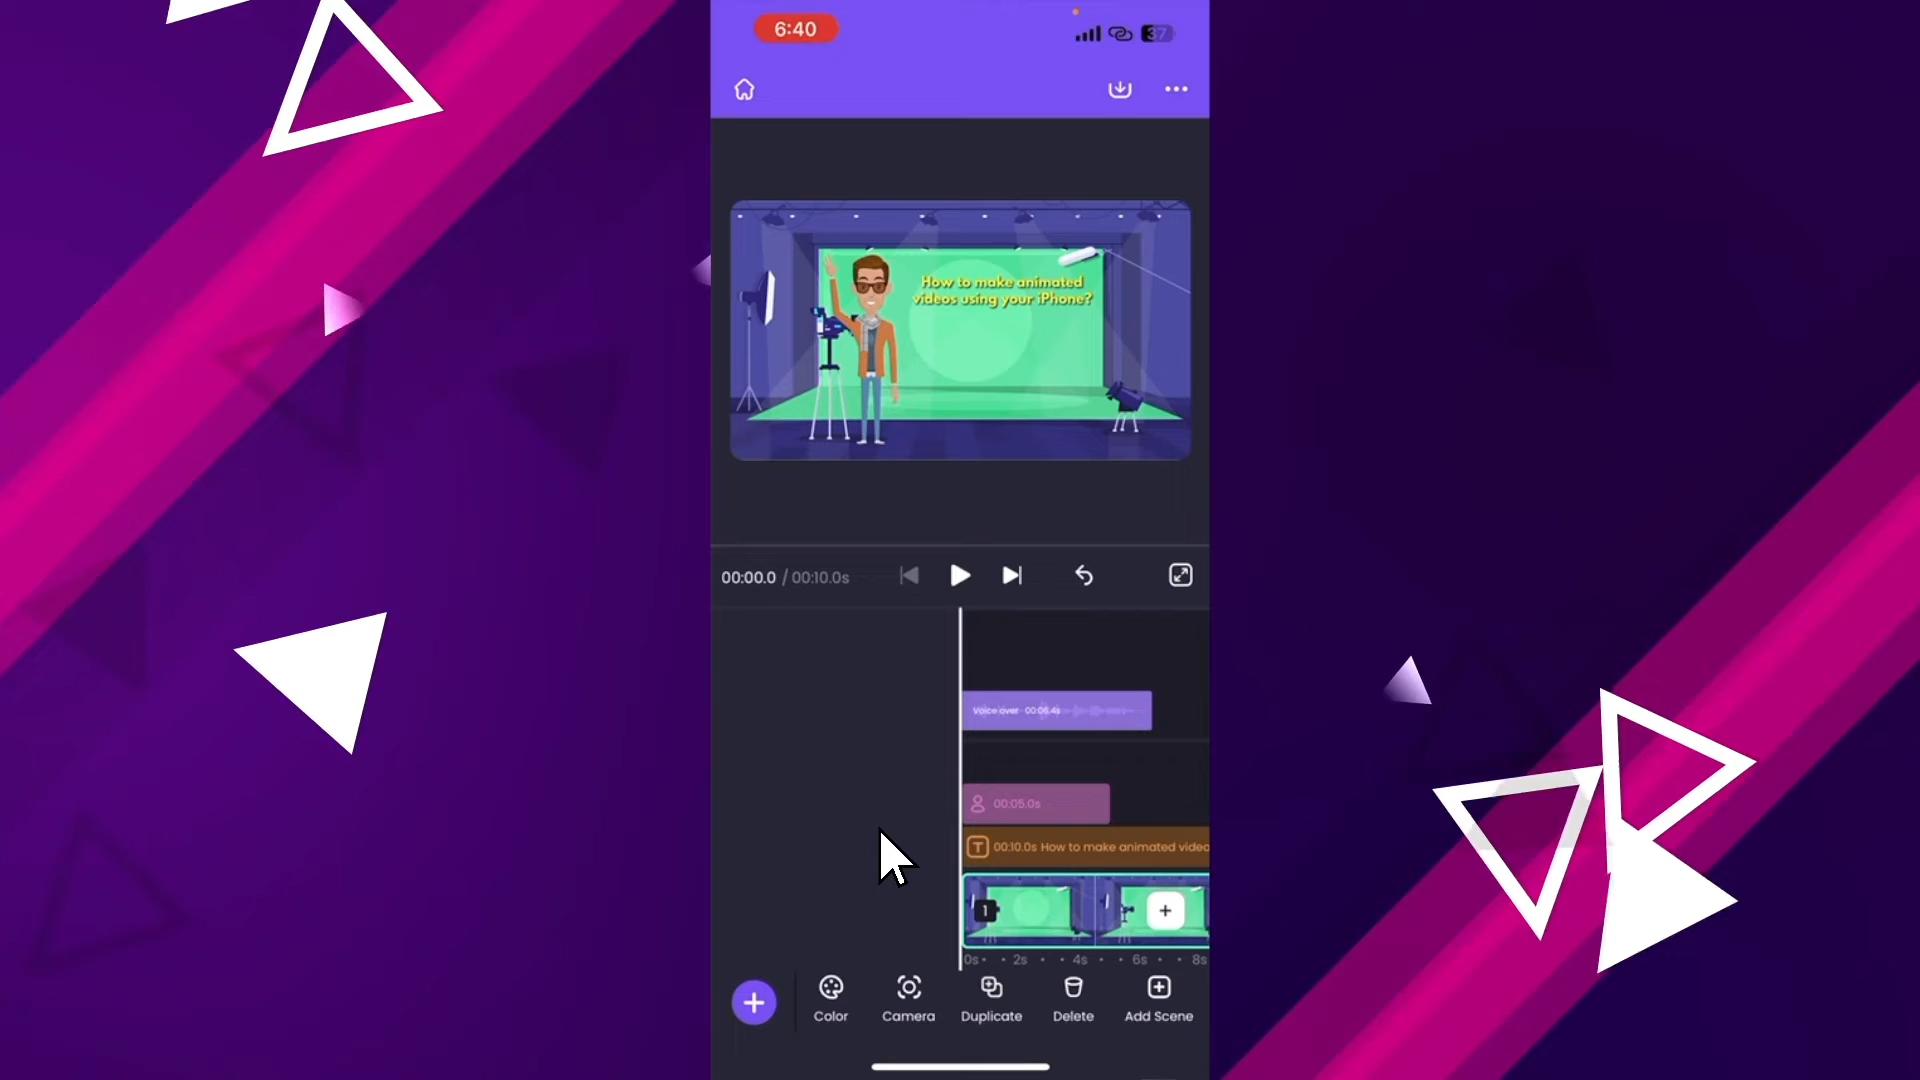 6:40
37
How to make animated
videos using your iPhone?
00:00.0 / 00:10.0s
Voice over 00:06.4s
00:05.0s
T 00:10.0s How to make animated video
1
0s 2s 4s 6s 8s
Color Camera Duplicate Delete Add Scene